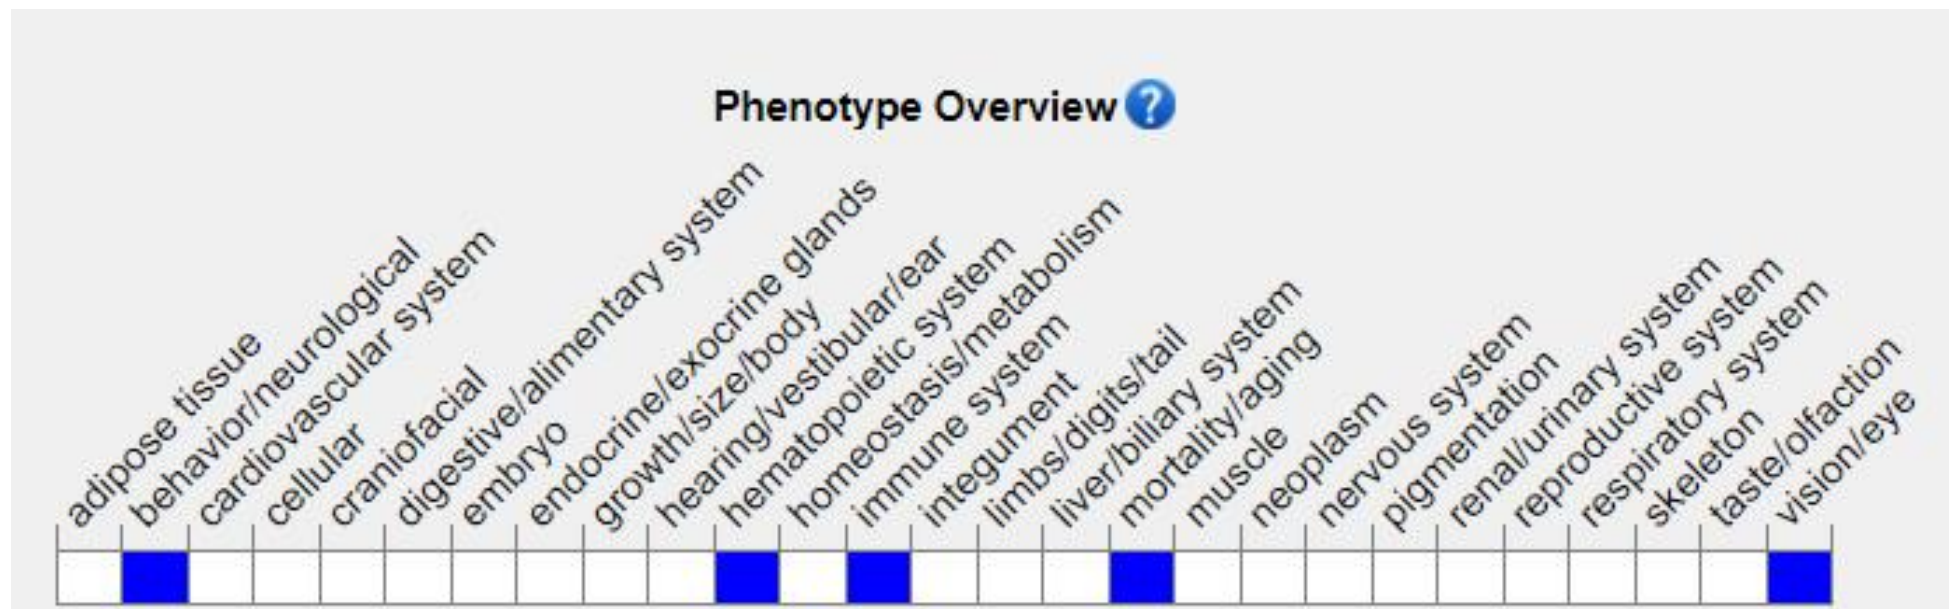 Phenotype Overview ?
adipose tissue
behavior/neurological
cardiovascular system
cellular
craniofacial
digestive/alimentary system
embryo
endocrine/exocrine glands
growth/size/body
hearing/vestibular/ear
hematopoietic system
homeostasis/metabolism
immune system
integument
limbs/digits/tail
liver/biliary system
mortality/aging
muscle
neoplasm
nervous system
pigmentation
renal/urinary system
reproductive system
respiratory system
skeleton
taste/olfaction
vision/eye